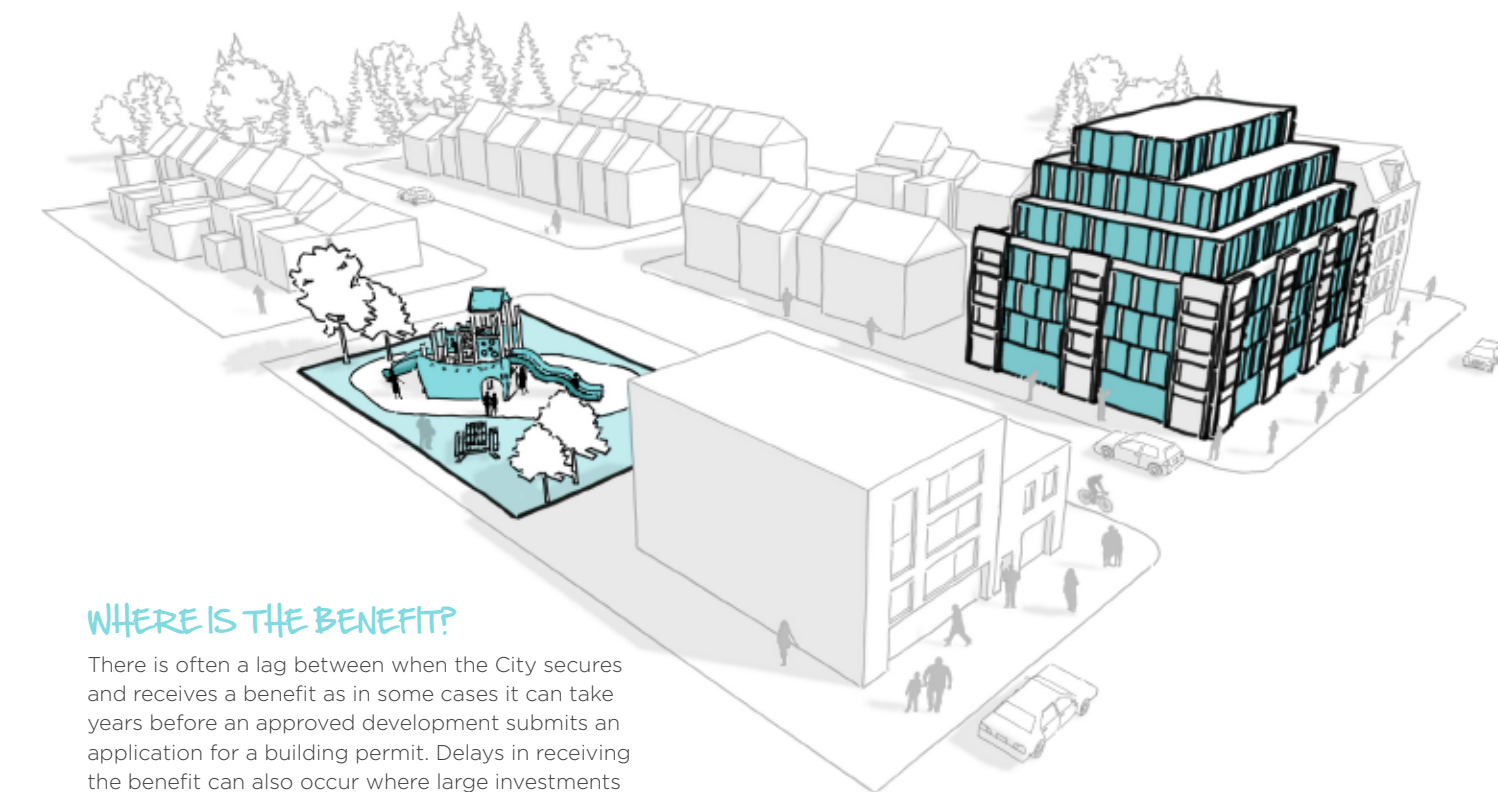 WHERE IS THE BENEFIT?
There is often a lag between when the City secures
and receives a benefit as in some cases it can take
years before an approved development submits an
application for a building permit. Delays in receiving
the benefit can also occur where large investments